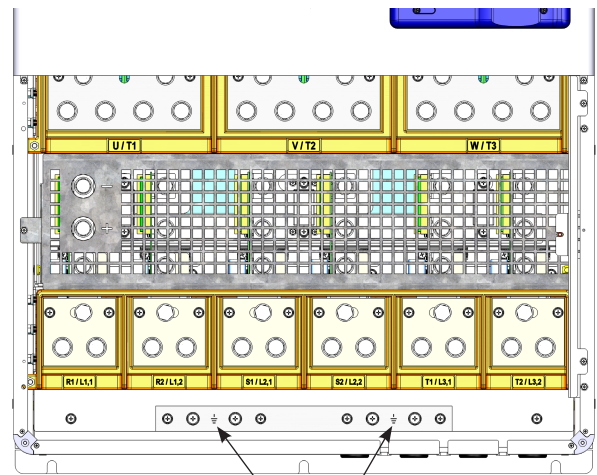 U / T1
V / T2
W / T3
−
+
R1 / L1,1
R2 / L1,2
S1 / L2,1
S2 / L2,2
T1 / L3,1
T2 / L3,2